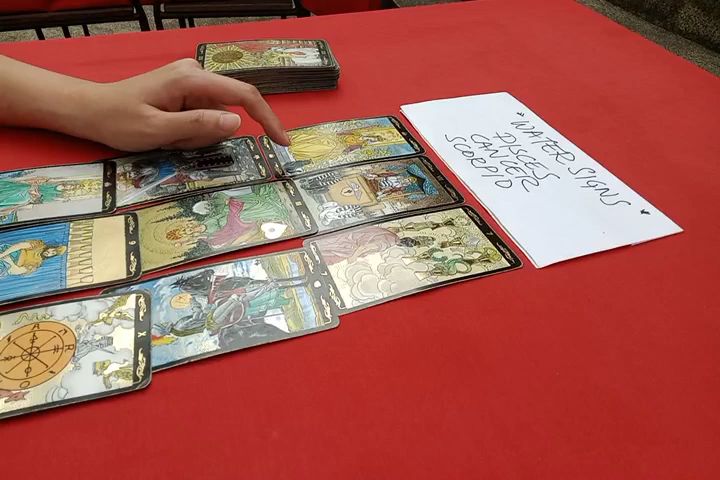 *WATER SIGNS*
PISCES
CANCER
SCORPIO
X